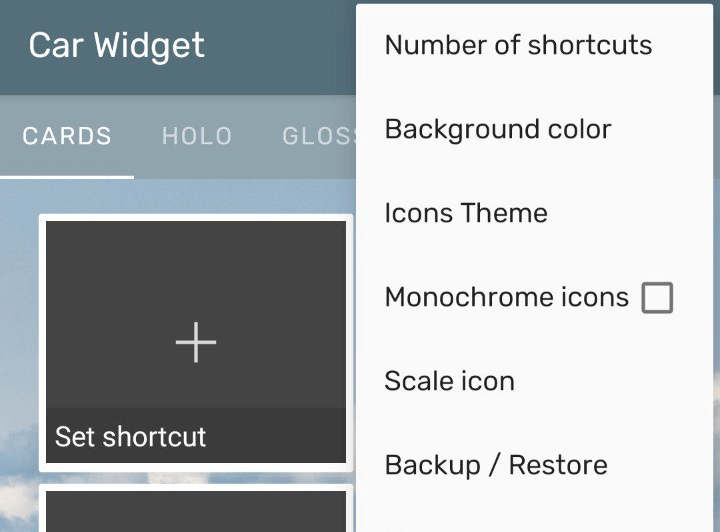 Car Widget
CARDS HOLO
Set shortcut
Number of shortcuts
Background color
Icons Theme
Monochrome icons
Scale icon
Backup / Restore